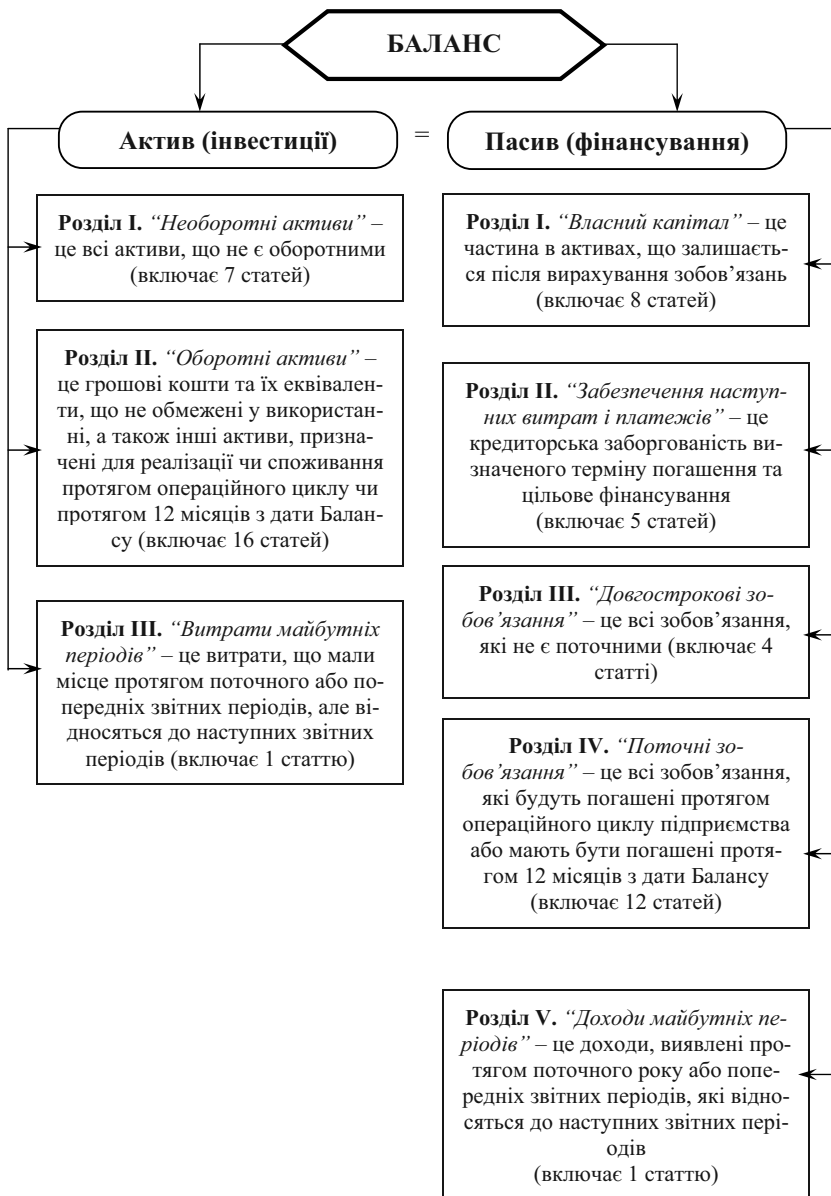 БАЛАНС
Актив (інвестиції)
=
Пасив (фінансування)
Розділ І. “Необоротні активи” –
це всі активи, що не є оборотними
(включає 7 статей)
Розділ ІІ. “Оборотні активи” –
це грошові кошти та їх еквівален-
ти, що не обмежені у використан-
ні, а також інші активи, призна-
чені для реалізації чи споживання
протягом операційного циклу чи
протягом 12 місяців з дати Балан-
су (включає 16 статей)
Розділ ІІІ. “Витрати майбутніх
періодів” – це витрати, що мали
місце протягом поточного або по-
передніх звітних періодів, але ві-
дносяться до наступних звітних
періодів (включає 1 статтю)
Розділ І. “Власний капітал” – це
частина в активах, що залишаєть-
ся після вирахування зобов’язань
(включає 8 статей)
Розділ ІІ. “Забезпечення наступ-
них витрат і платежів” – це
кредиторська заборгованість ви-
значеного терміну погашення та
цільове фінансування
(включає 5 статей)
Розділ ІІІ. “Довгострокові зо-
бов’язання” – це всі зобов’язання,
які не є поточними (включає 4
статті)
Розділ IV. “Поточні зо-
бов’язання” – це всі зобов’язання,
які будуть погашені протягом
операційного циклу підприємства
або мають бути погашені протя-
гом 12 місяців з дати Балансу
(включає 12 статей)
Розділ V. “Доходи майбутніх пе-
ріодів” – це доходи, виявлені про-
тягом поточного року або попе-
редніх звітних періодів, які відно-
сяться до наступних звітних пері-
одів
(включає 1 статтю)